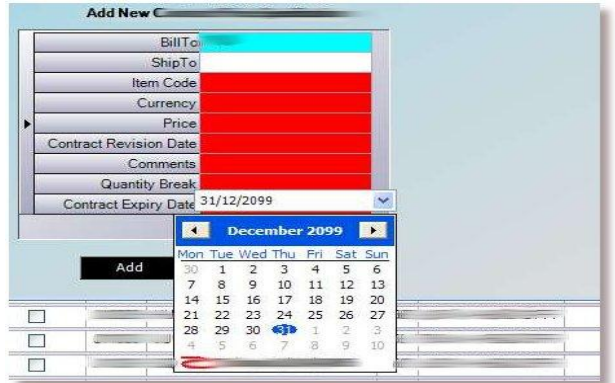 Add New
BillTo
ShipTo
Item Code
Currency
Price
Contract Revision Date
Comments
Quantity Break
Contract Expiry Date 31/12/2099
December 2099
Mon Tue Wed Thu Fri Sat Sun
30 1 2 3 4 5 6
7 8 9 10 11 12 13
14 15 16 17 18 19 20
21 22 23 24 25 26 27
28 29 30 31 1 2 3
4 5 6 7 8 9 10
Add